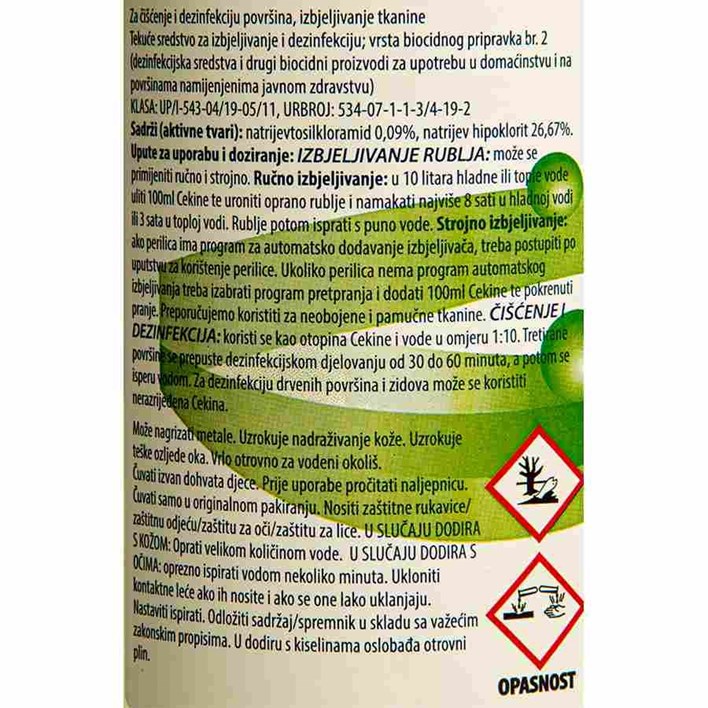 Za čišćenje i dezinfekciju površina, izbjeljivanje tkanine
Tekuće sredstvo za izbjeljivanje i dezinfekciju; vrsta biocidnog pripravka br. 2
(dezinfekcijska sredstva i drugi biocidni proizvodi za upotrebu u domaćinstvu i na
površinama namijenjenima javnom zdravstvu)
KLASA: UP/I-543-04/19-05/11, URBROJ: 534-07-1-1-3/4-19-2
Sadrži (aktivne tvari): natrijevtosilkloramid 0,09%, natrijev hipoklorit 26,67%.
Upute za uporabu i doziranje: IZBJELJIVANJE RUBLJA: može se
primijeniti ručno i strojno. Ručno izbjeljivanje: u 10 litara hladne ili tople vode
uliti 100ml Cekine te uroniti oprano rublje i namakati najviše 8 sati u hladnoj vodi
ili 3 sata u toploj vodi. Rublje potom isprati s puno vode. Strojno izbjeljivanje:
ako perilica ima program za automatsko dodavanje izbjeljivača, treba postupiti po
uputstvu za korištenje perilice. Ukoliko perilica nema program automatskog
izbjeljivanja treba izabrati program pretpranja i dodati 100ml Cekine te pokrenuti
pranje. Preporučujemo koristiti za neobojene i pamučne tkanine. ČIŠĆENJE I
DEZINFEKCIJA: koristi se kao otopina Cekine i vode u omjeru 1:10. Tretirane
površine se prepuste dezinfekcijskom djelovanju od 30 do 60 minuta, a potom se
isperu vodom. Za dezinfekciju drvenih površina i zidova može se koristiti
nerazrijeđena Cekina.
Može nagrizati metale. Uzrokuje nadraživanje kože. Uzrokuje
teške ozljede oka. Vrlo otrovno za vodeni okoliš.
Čuvati izvan dohvata djece. Prije uporabe pročitati naljepnicu.
Čuvati samo u originalnom pakiranju. Nositi zaštitne rukavice/
zaštitnu odjeću/zaštitu za oči/zaštitu za lice. U SLUČAJU DODIRA
S KOŽOM: Oprati velikom količinom vode. U SLUČAJU DODIRA S
OČIMA: oprezno ispirati vodom nekoliko minuta. Ukloniti
kontaktne leće ako ih nosite i ako se one lako uklanjaju.
Nastaviti ispirati. Odložiti sadržaj/spremnik u skladu sa važećim
zakonskim propisima. U dodiru s kiselinama oslobađa otrovni
plin.
OPASNOST